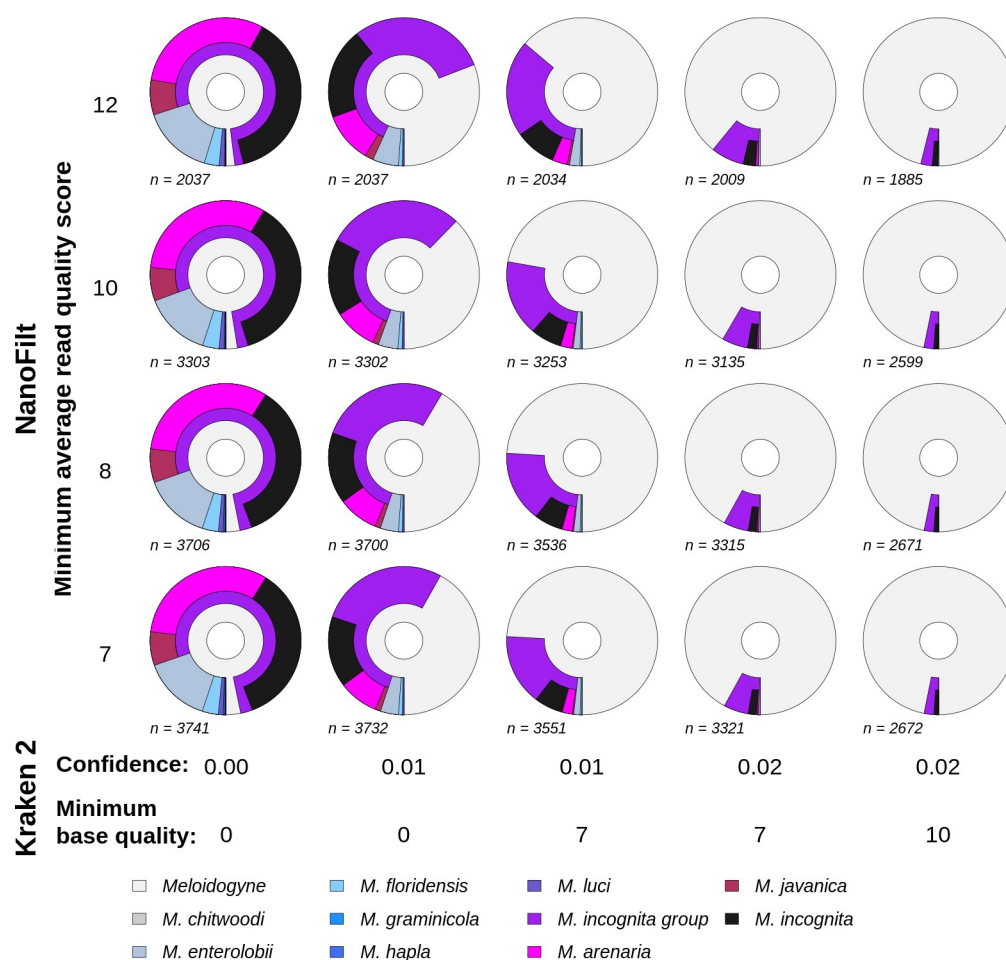 NanoFilt
Minimum average read quality score
12
n = 2037
n = 2037
n = 2034
n = 2009
n = 1885
10
n = 3303
n = 3302
n = 3253
n = 3135
n = 2599
8
n = 3706
n = 3700
n = 3536
n = 3315
n = 2671
7
n = 3741
n = 3732
n = 3551
n = 3321
n = 2672
Kraken 2
Confidence: 0.00 0.01 0.01 0.02 0.02
Minimum
base quality: 0 0 7 7 10
Meloidogyne
M. chitwoodi
M. enterolobii
M. floridensis
M. graminicola
M. hapla
M. luci
M. incognita group
M. arenaria
M. javanica
M. incognita